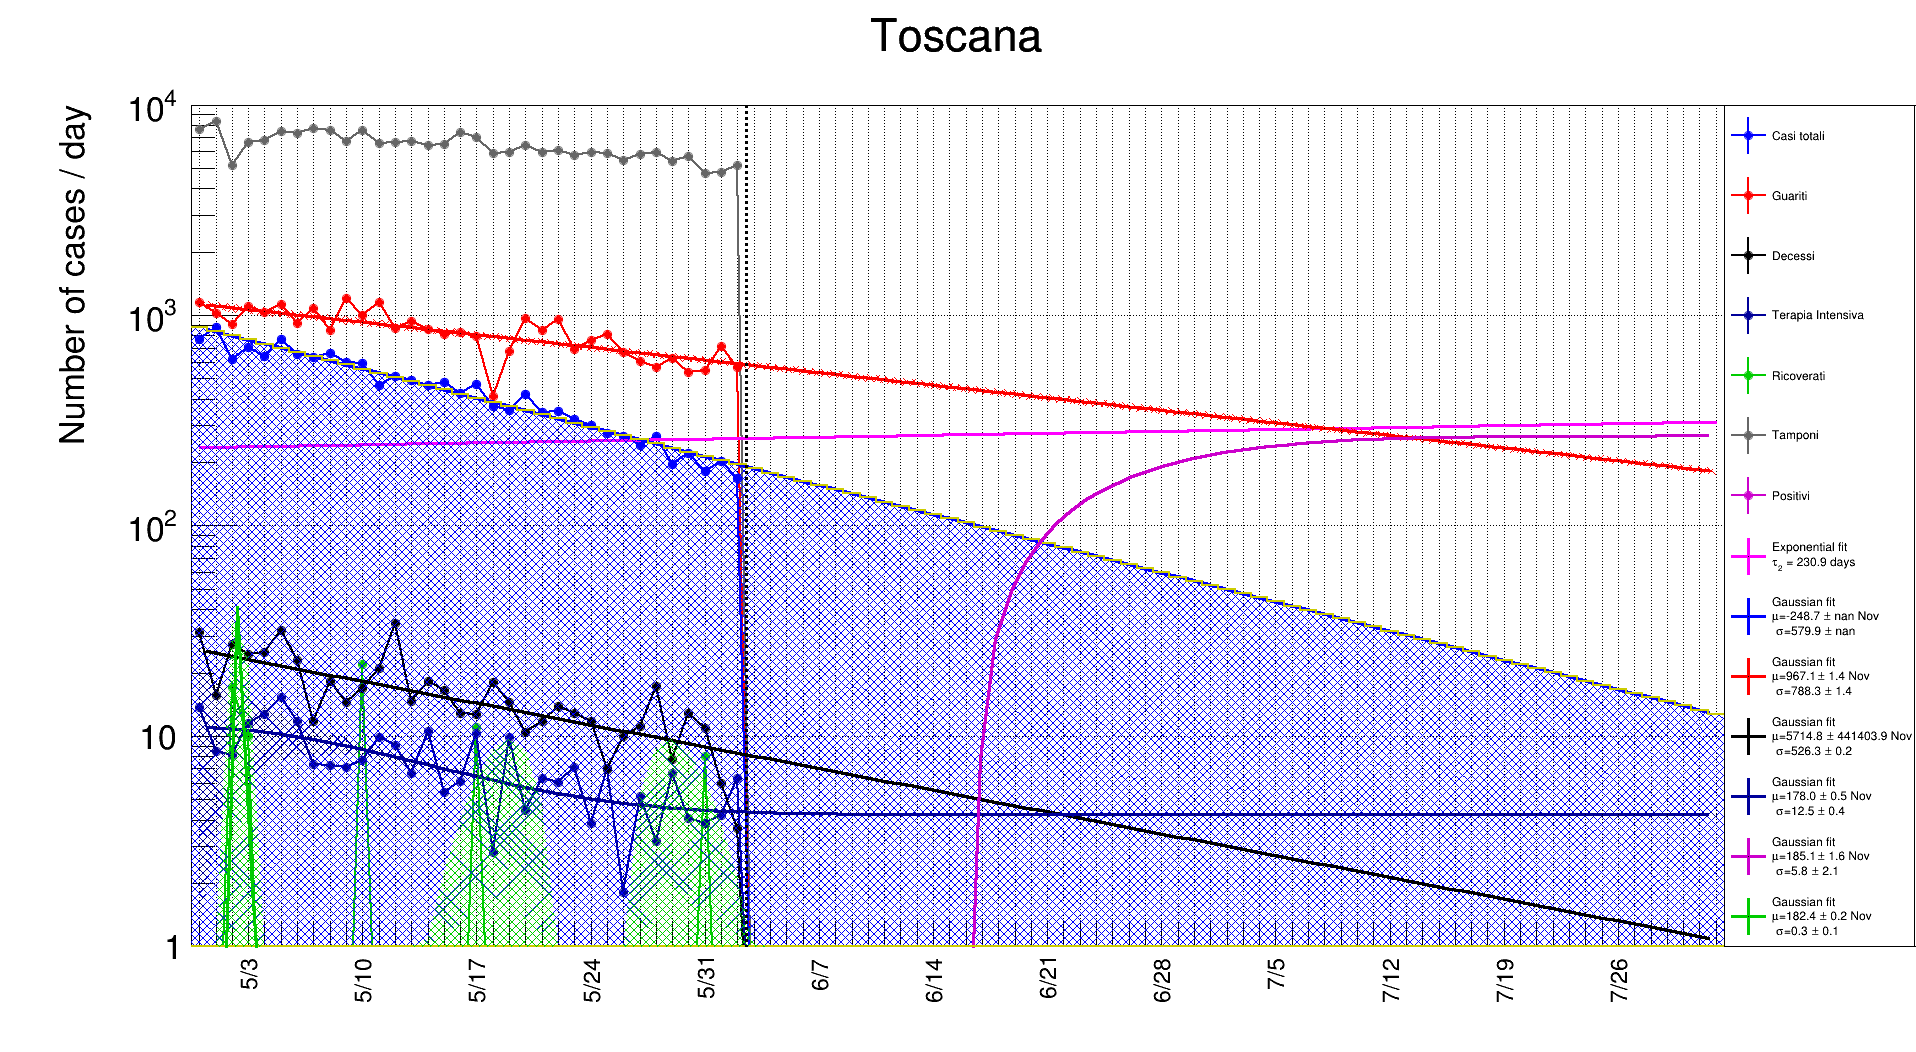 Toscana
Number of cases / day
10^4
10^3
10^2
10
1
5/3
5/10
5/17
5/24
5/31
6/7
6/14
6/21
6/28
7/5
7/12
7/19
7/26
Casi totali
Guariti
Decessi
Terapia Intensiva
Ricoverati
Tamponi
Positivi
Exponential fit
τ₂ = 230.9 days
Gaussian fit
μ=-248.7 ± nan Nov
σ=579.9 ± nan
Gaussian fit
μ=967.1 ± 1.4 Nov
σ=788.3 ± 1.4
Gaussian fit
μ=5714.8 ± 441403.9 Nov
σ=526.3 ± 0.2
Gaussian fit
μ=178.0 ± 0.5 Nov
σ=12.5 ± 0.4
Gaussian fit
μ=185.1 ± 1.6 Nov
σ=5.8 ± 2.1
Gaussian fit
μ=182.4 ± 0.2 Nov
σ=0.3 ± 0.1